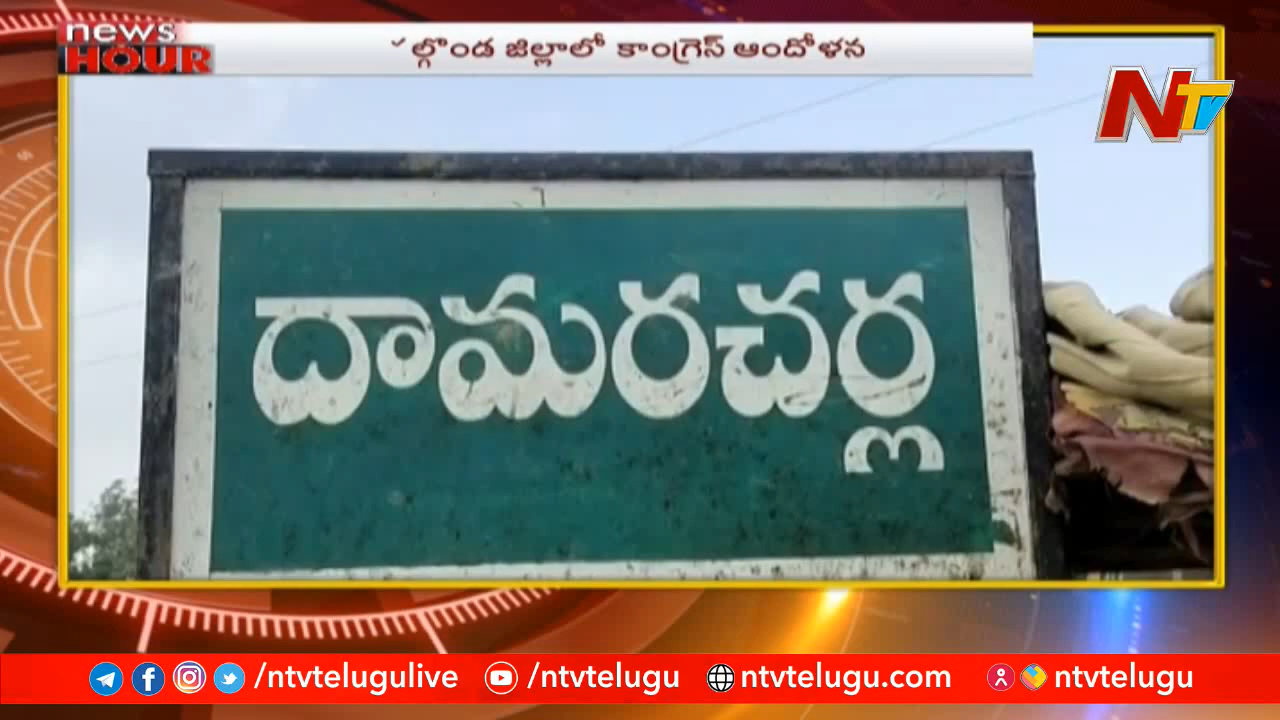 news
HOUR
ల్గొండ జిల్లాలో కాంగ్రెస్ ఆందోళన
NTV
దామరచర్ల
/ntvtelugulive
/ntvtelugu
ntvtelugu.com
ntvtelugu